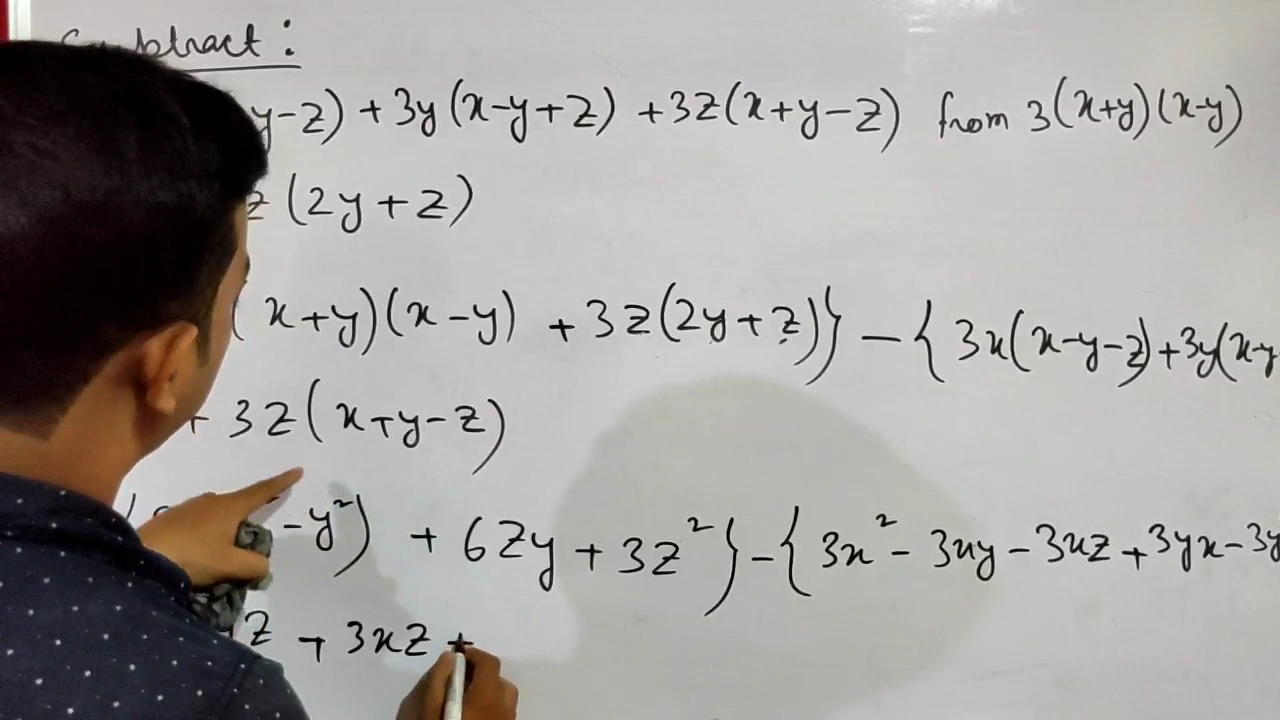 Subtract :
y-z) + 3y (x-y+z) + 3z (x+y-z) from 3(x+y)(x-y)
z (2y+z)
( x+y)(x-y) + 3z(2y+z)} - { 3x(x-y-z)+3y(x-y
+ 3z( x+y-z)
-y²) + 6zy + 3z² } - { 3x² - 3xy - 3xz + 3yx - 3y
z + 3xz +